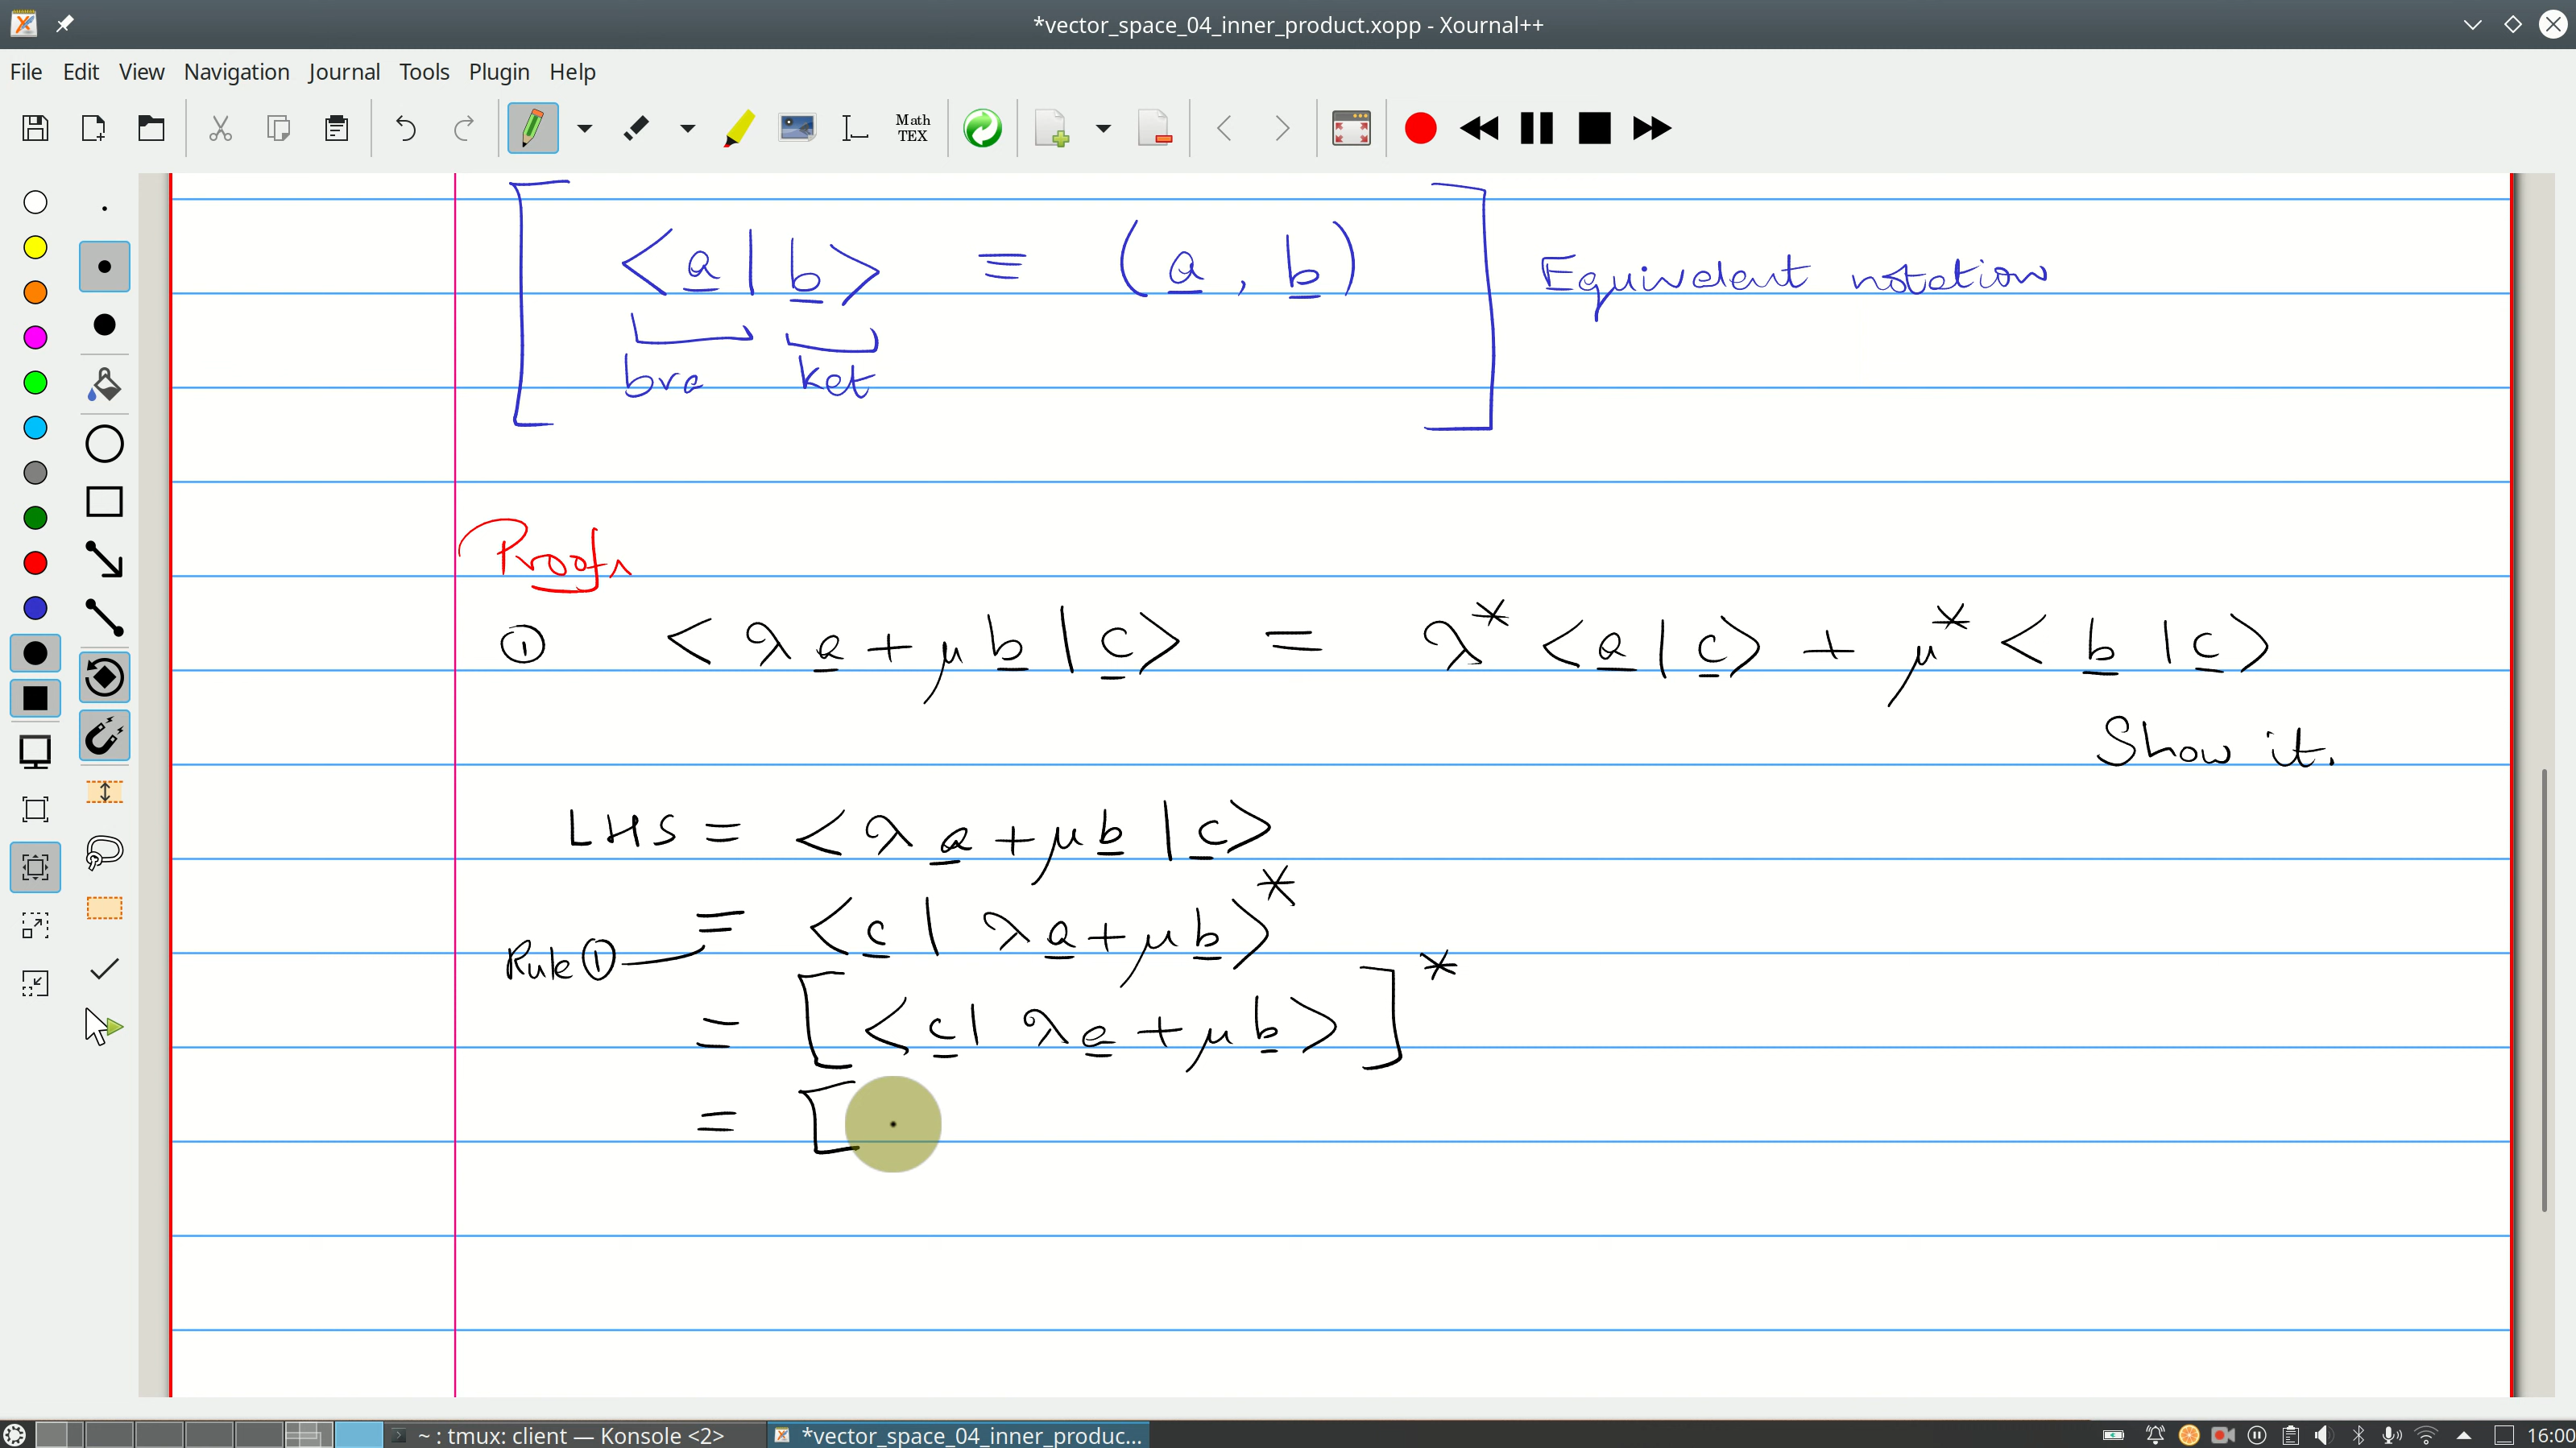 *vector_space_04_inner_product.xopp - Xournal++
File Edit View Navigation Journal Tools Plugin Help
Math
TEX
<a|b> ≡ (a, b) Equivalent notation
bra ket
Proofs
① <λa + μb|c> = λ* <a|c> + μ* <b|c>
Show it.
LHS = <λa + μb|c>
= <c|λa + μb>*
Rule ①
= [<c|λa + μb>]*
= [
~ : tmux: client — Konsole <2> *vector_space_04_inner_produc... 16:00